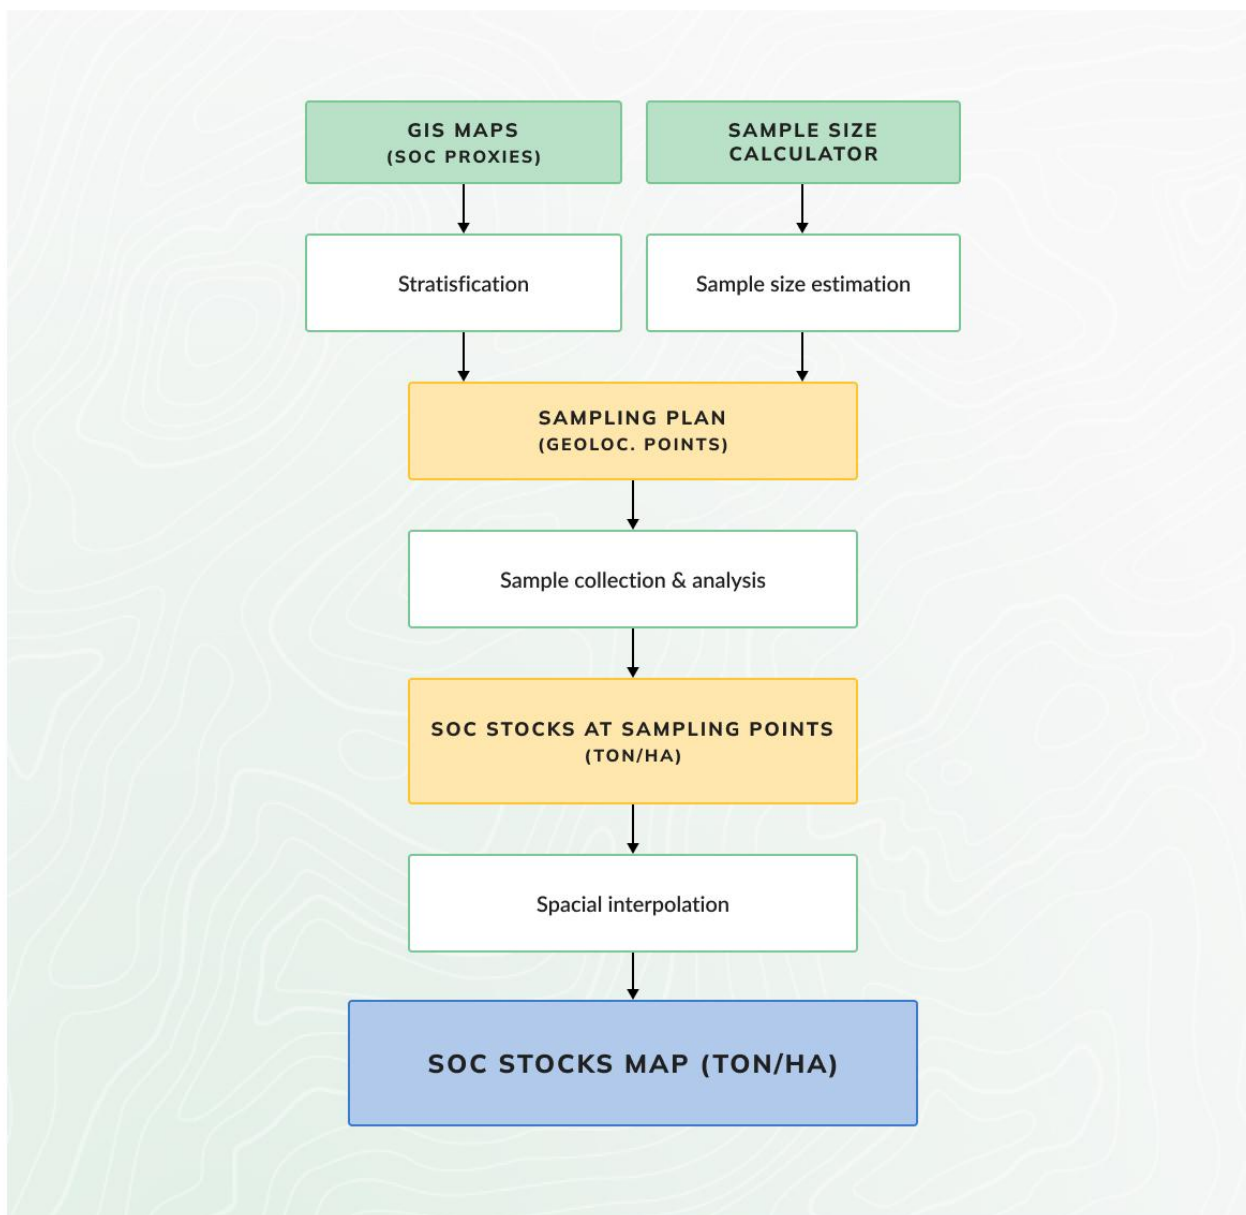 GIS MAPS
(SOC PROXIES)
SAMPLE SIZE
CALCULATOR
Stratisfication
Sample size estimation
SAMPLING PLAN
(GEOLOC. POINTS)
Sample collection & analysis
SOC STOCKS AT SAMPLING POINTS
(TON/HA)
Spacial interpolation
SOC STOCKS MAP (TON/HA)